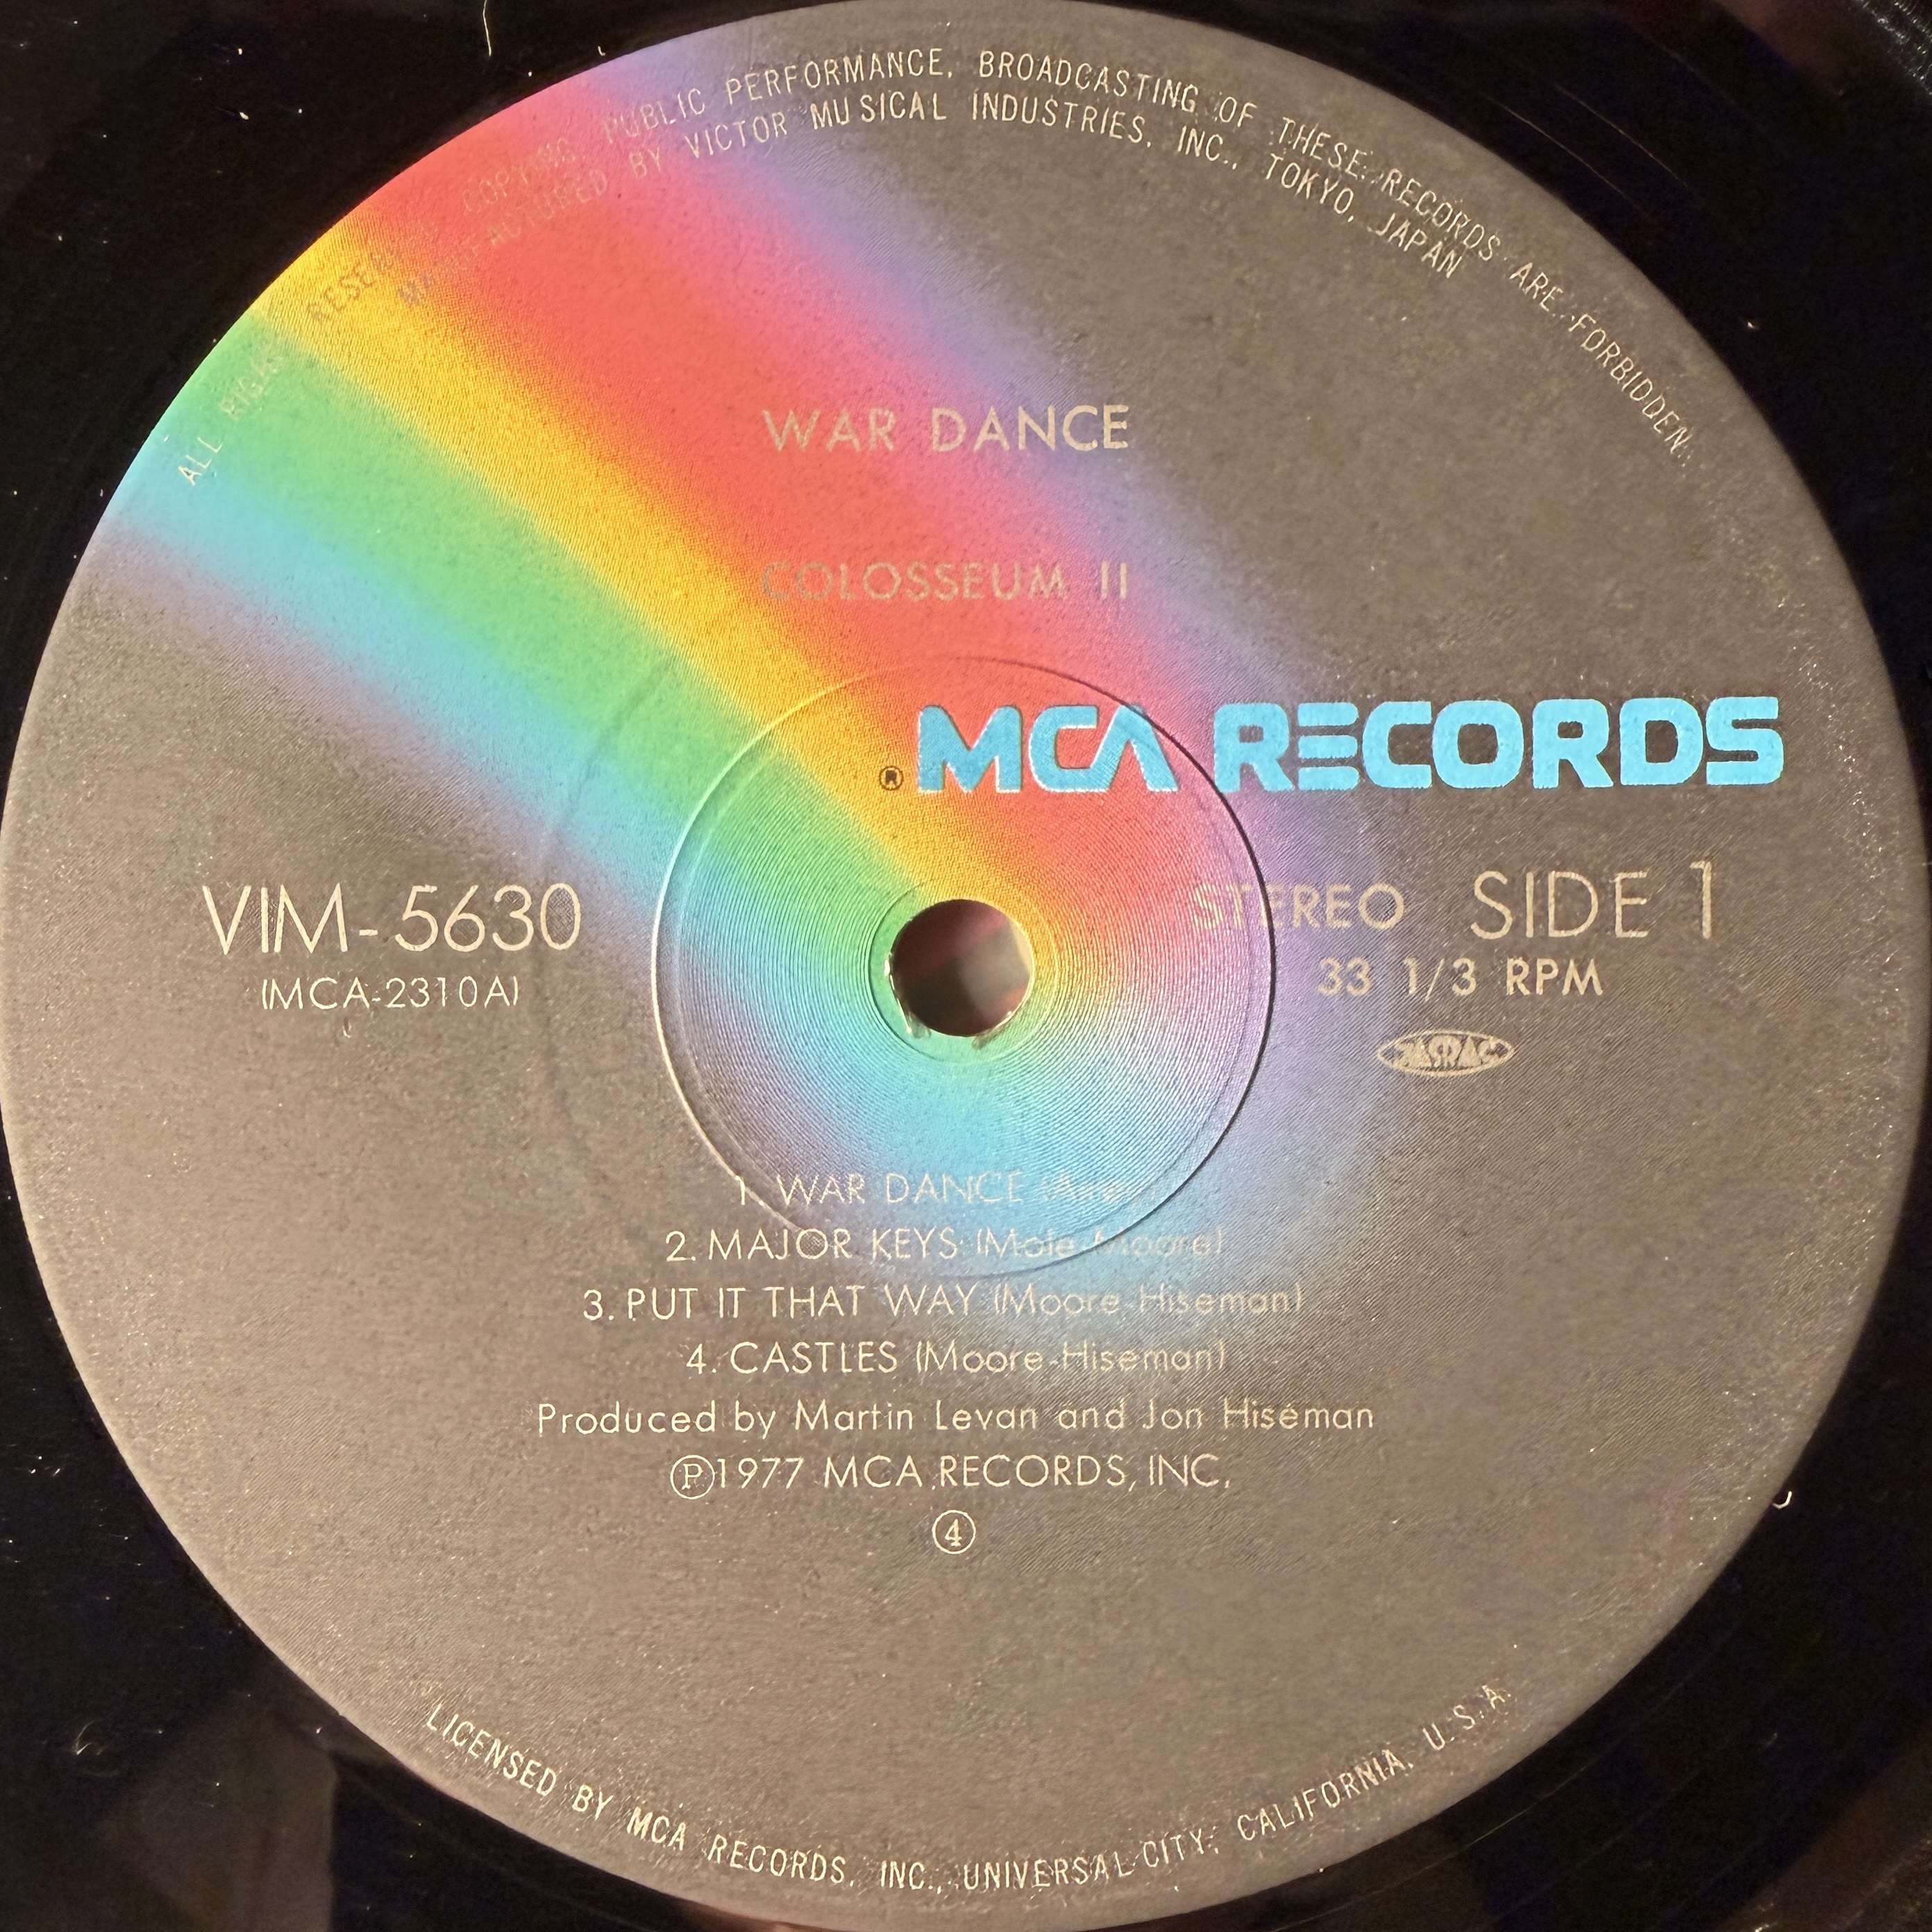 ALL RIGHTS RESERVED COPYING, PUBLIC PERFORMANCE, BROADCASTING OF THESE RECORDS ARE FORBIDDEN.
MANUFACTURED BY VICTOR MUSICAL INDUSTRIES, INC., TOKYO, JAPAN
WAR DANCE
COLOSSEUM II
® MCA RECORDS
VIM-5630
(MCA-2310A)
STEREO SIDE 1
33 1/3 RPM
JASRAC
1. WAR DANCE
2. MAJOR KEYS (Mole-Moore)
3. PUT IT THAT WAY (Moore-Hiseman)
4. CASTLES (Moore-Hiseman)
Produced by Martin Levan and Jon Hiseman
Ⓟ1977 MCA RECORDS, INC.
④
LICENSED BY MCA RECORDS, INC., UNIVERSAL CITY, CALIFORNIA, U.S.A.